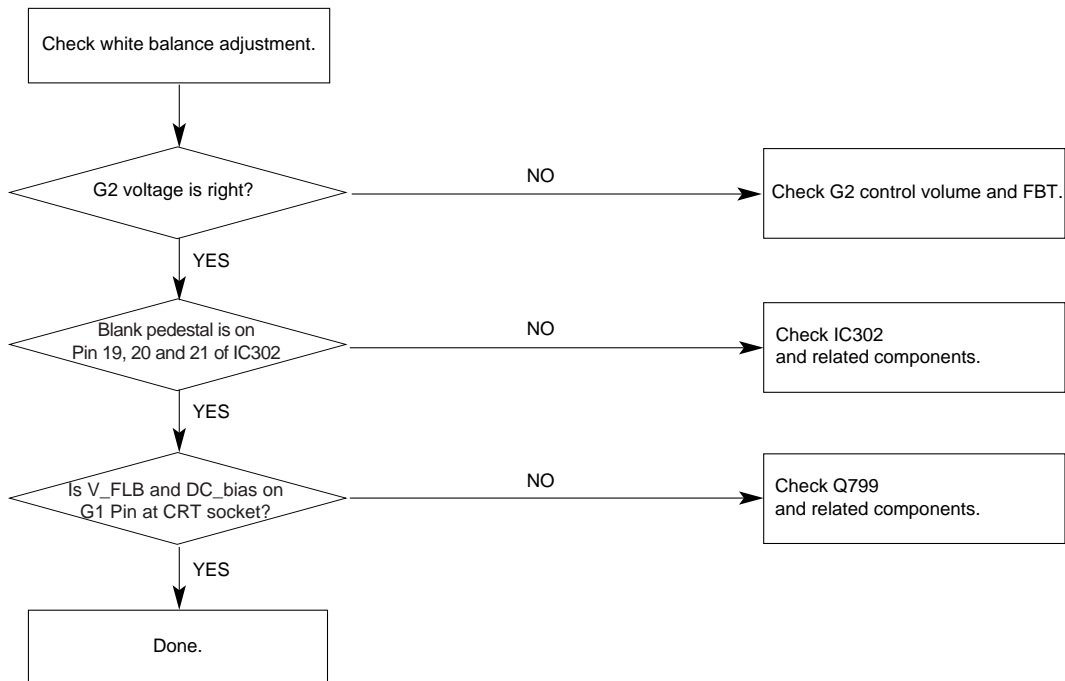 Check white balance adjustment.
G2 voltage is right?
NO
Check G2 control volume and FBT.
YES
Blank pedestal is on
Pin 19, 20 and 21 of IC302
NO
Check IC302
and related components.
YES
Is V_FLB and DC_bias on
G1 Pin at CRT socket?
NO
Check Q799
and related components.
YES
Done.